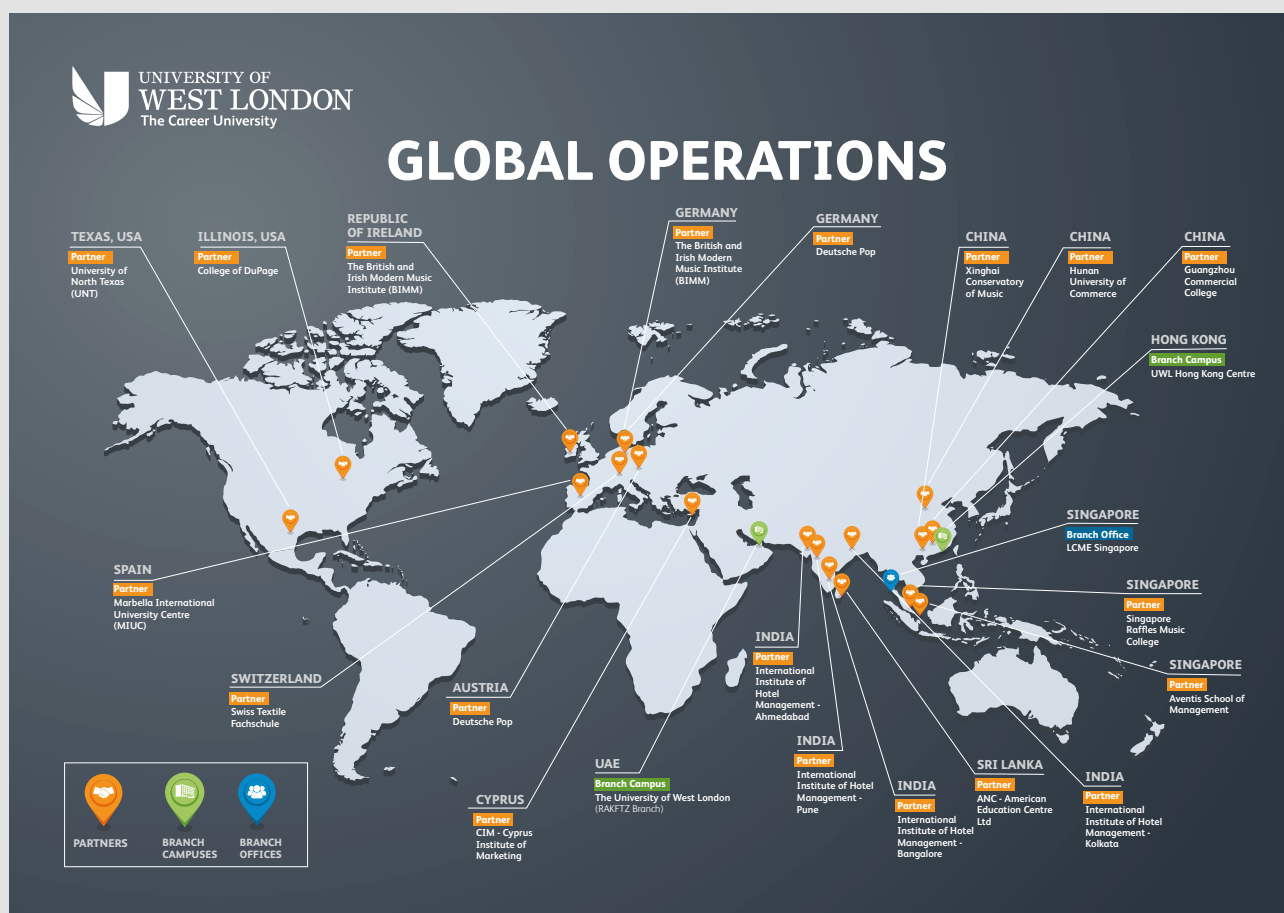 UNIVERSITY OF
WEST LONDON
The Career University
GLOBAL OPERATIONS
TEXAS, USA
Partner
University of
North Texas
(UNT)
ILLINOIS, USA
Partner
College of DuPage
REPUBLIC
OF IRELAND
Partner
The British and
Irish Modern Music
Institute (BIMM)
GERMANY
Partner
The British and
Irish Modern
Music Institute
(BIMM)
GERMANY
Partner
Deutsche Pop
CHINA
Partner
Xinghai
Conservatory
of Music
CHINA
Partner
Hunan
University of
Commerce
CHINA
Partner
Guangzhou
Commercial
College
HONG KONG
Branch Campus
UWL Hong Kong Centre
SINGAPORE
Branch Office
LCME Singapore
SPAIN
Partner
Marbella International
University Centre
(MIUC)
SINGAPORE
Partner
Singapore
Raffles Music
College
SINGAPORE
Partner
Aventis School of
Management
SWITZERLAND
Partner
Swiss Textile
Fachschule
AUSTRIA
Partner
Deutsche Pop
INDIA
Partner
International
Institute of
Hotel
Management -
Ahmedabad
INDIA
Partner
International
Institute of Hotel
Management -
Pune
UAE
Branch Campus
The University of West London
(RAKFTZ Branch)
CYPRUS
Partner
CIM - Cyprus
Institute of
Marketing
INDIA
Partner
International
Institute of Hotel
Management -
Bangalore
SRI LANKA
Partner
ANC - American
Education Centre
Ltd
INDIA
Partner
International
Institute of Hotel
Management -
Kolkata
PARTNERS
BRANCH
CAMPUSES
BRANCH
OFFICES